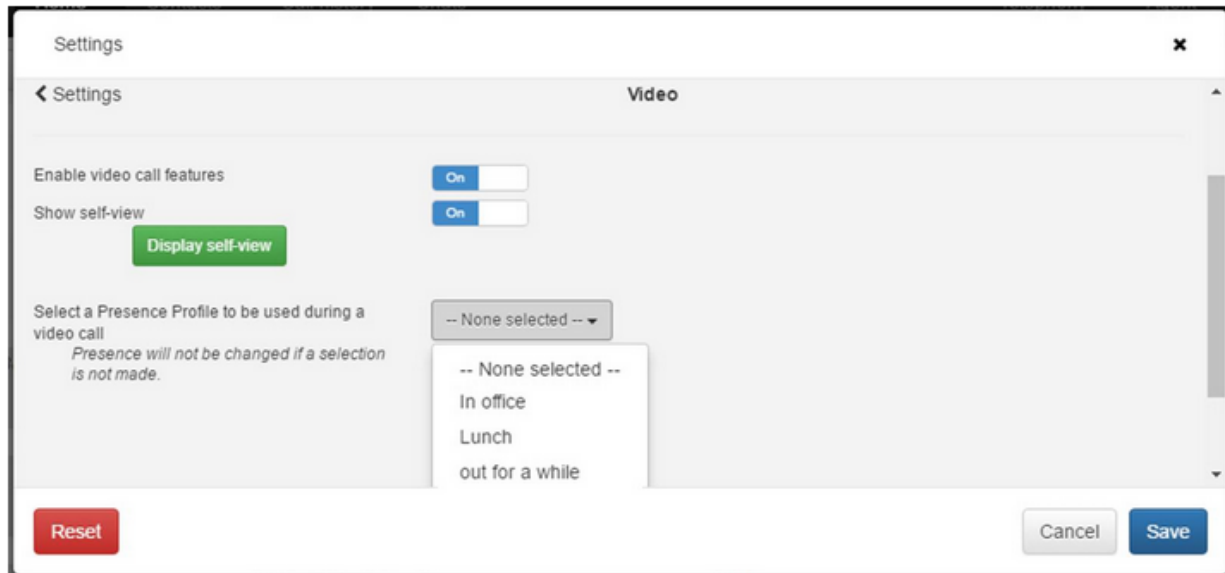 Settings
Settings
Video
Enable video call features
On
Show self-view
On
Display self-view
Select a Presence Profile to be used during a
video call
Presence will not be changed if a selection
is not made.
-- None selected --
-- None selected --
In office
Lunch
out for a while
Reset
Cancel
Save